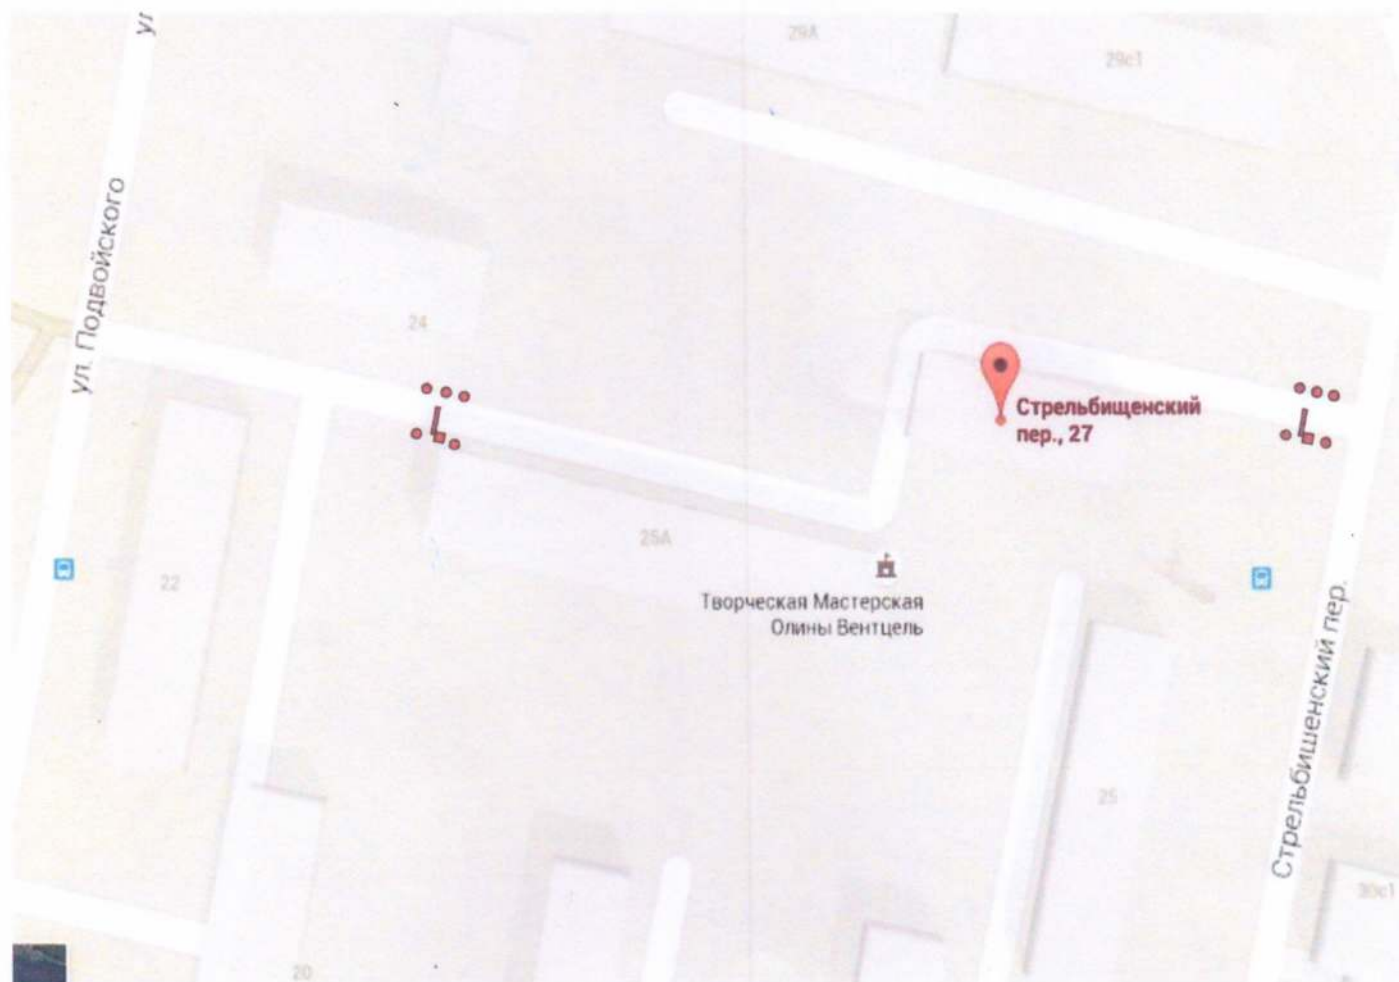 ул
29А
29с1
ул. Подвойского
24
Стрельбищенский
пер., 27
25А
22
Творческая Мастерская
Олины Вентцель
Стрельбишенский пер.
25
30с1
20